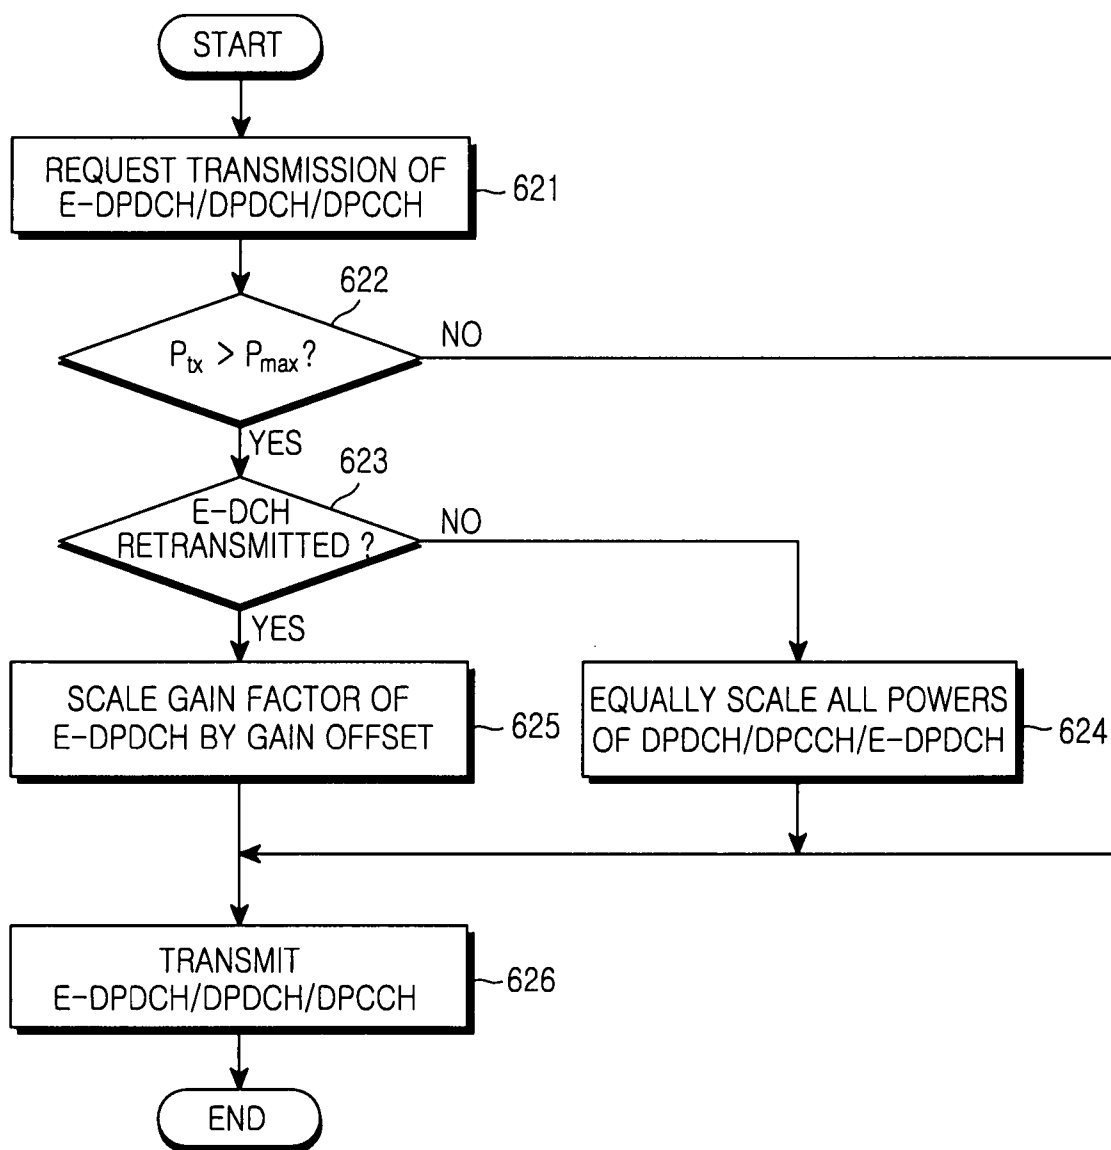 START
REQUEST TRANSMISSION OF
E-DPDCH/DPDCH/DPCCH
621
622
Ptx > Pmax?
NO
YES
623
E-DCH
RETRANSMITTED ?
NO
YES
SCALE GAIN FACTOR OF
E-DPDCH BY GAIN OFFSET
625
EQUALLY SCALE ALL POWERS
OF DPDCH/DPCCH/E-DPDCH
624
TRANSMIT
E-DPDCH/DPDCH/DPCCH
626
END